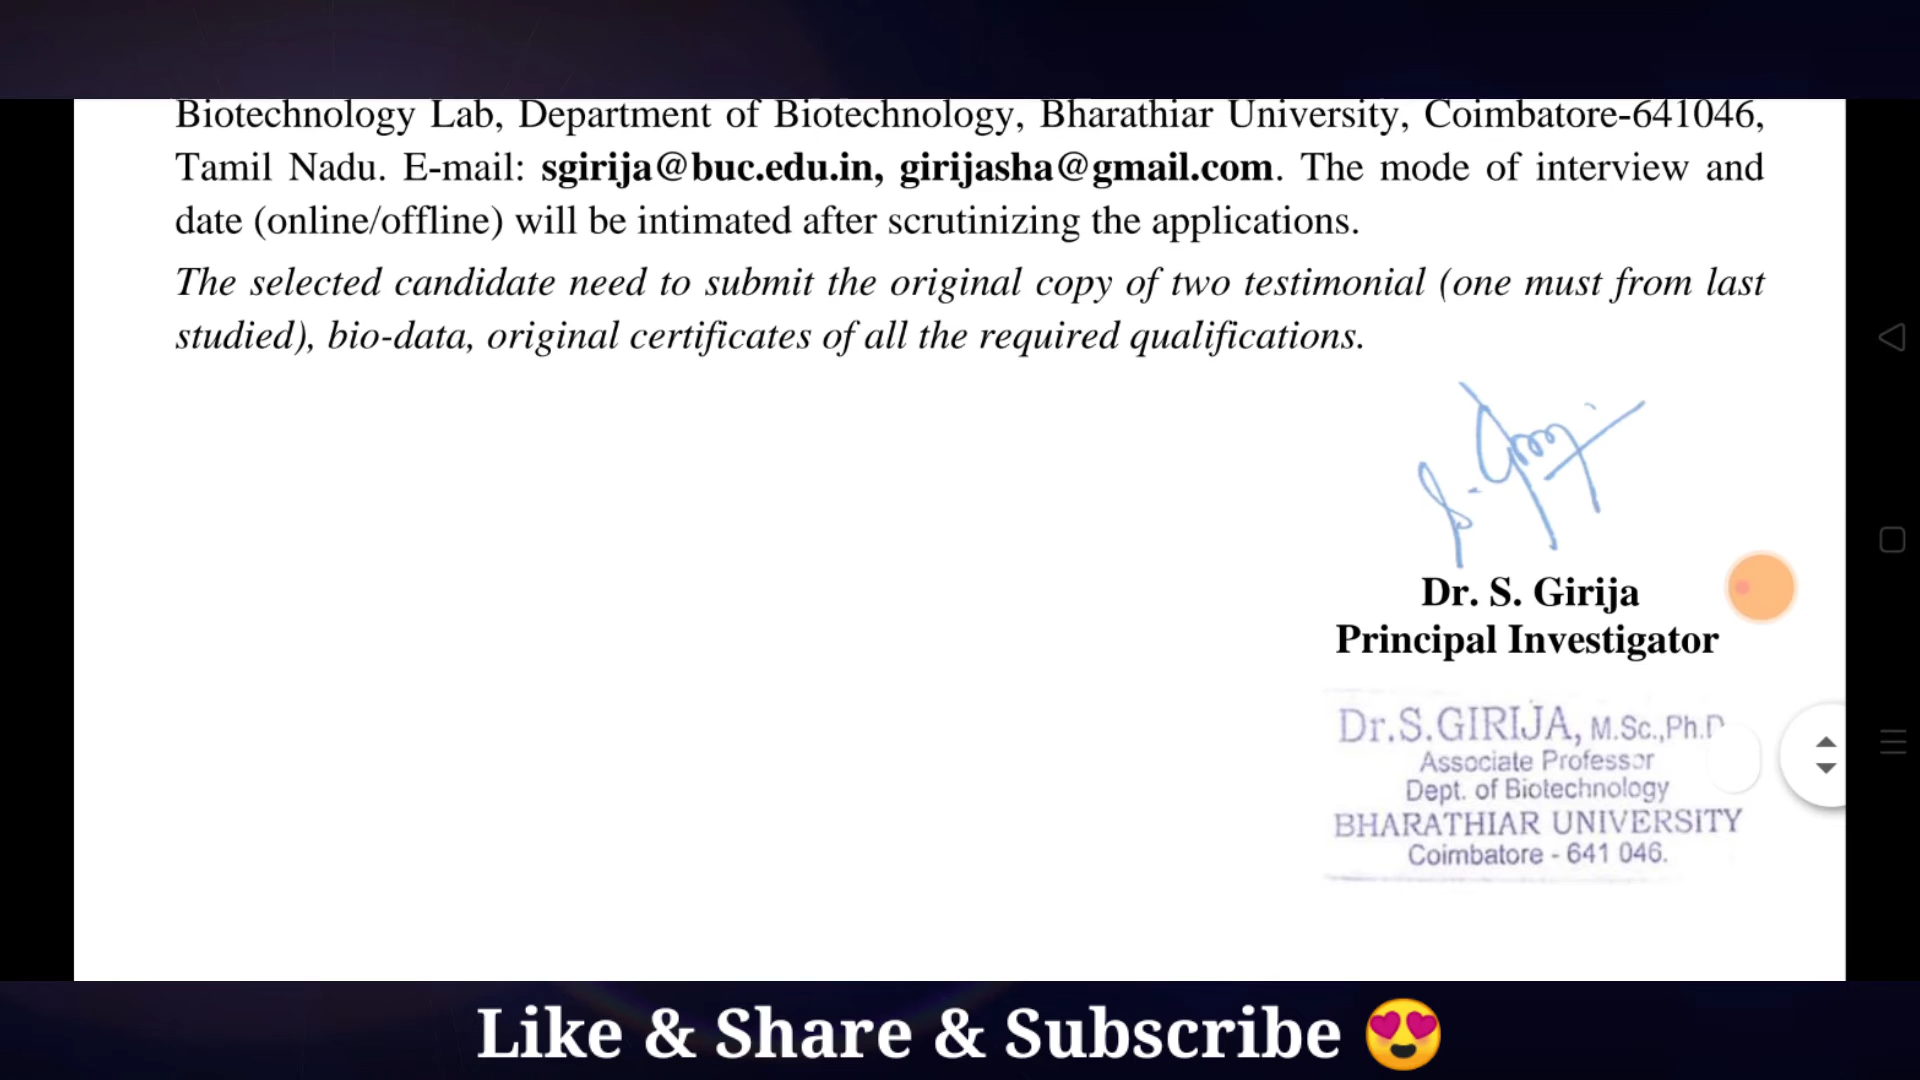 Biotechnology Lab, Department of Biotechnology, Bharathiar University, Coimbatore-641046,
Tamil Nadu. E-mail: sgirija@buc.edu.in, girijasha@gmail.com. The mode of interview and
date (online/offline) will be intimated after scrutinizing the applications.
The selected candidate need to submit the original copy of two testimonial (one must from last
studied), bio-data, original certificates of all the required qualifications.
Dr. S. Girija
Principal Investigator
Dr.S.GIRIJA, M.Sc.,Ph.D
Associate Professor
Dept. of Biotechnology
BHARATHIAR UNIVERSITY
Coimbatore - 641 046.
Like & Share & Subscribe 😍